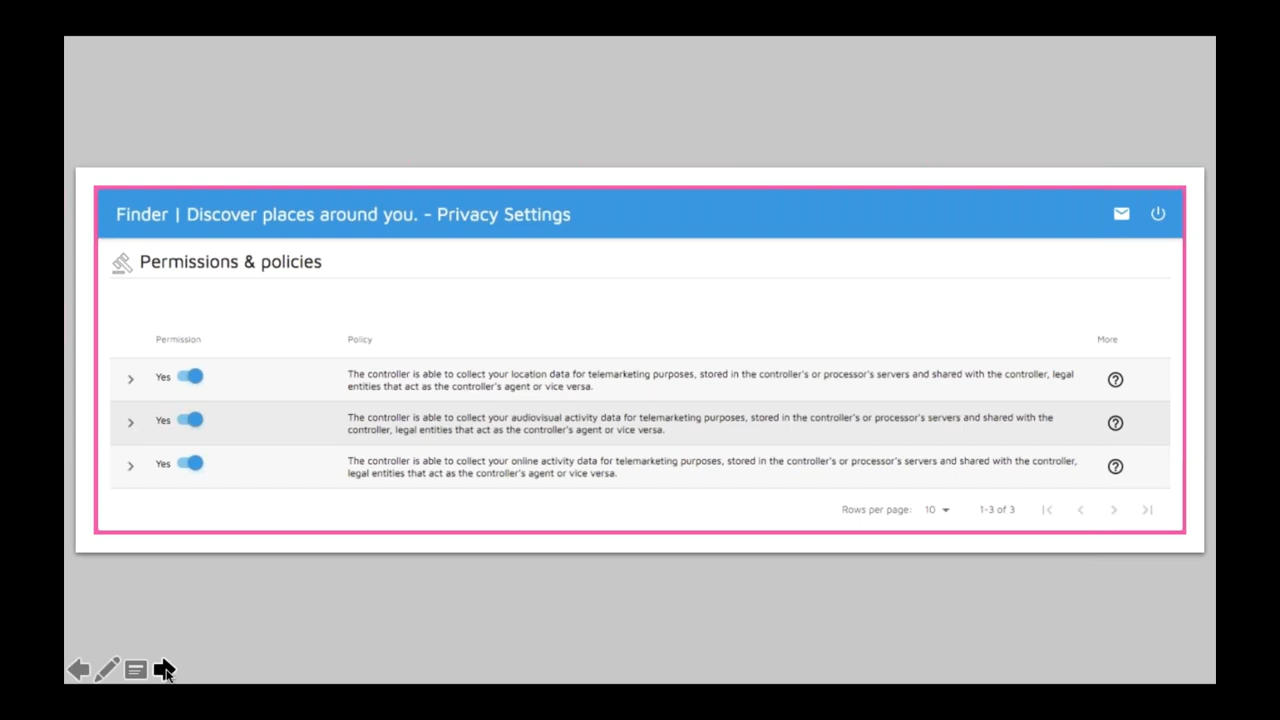 Finder | Discover places around you. - Privacy Settings
Permissions & policies
Permission Policy More
Yes The controller is able to collect your location data for telemarketing purposes, stored in the controller's or processor's servers and shared with the controller, legal
entities that act as the controller's agent or vice versa.
Yes The controller is able to collect your audiovisual activity data for telemarketing purposes, stored in the controller's or processor's servers and shared with the
controller, legal entities that act as the controller's agent or vice versa.
Yes The controller is able to collect your online activity data for telemarketing purposes, stored in the controller's or processor's servers and shared with the controller,
legal entities that act as the controller's agent or vice versa.
Rows per page: 10 1-3 of 3